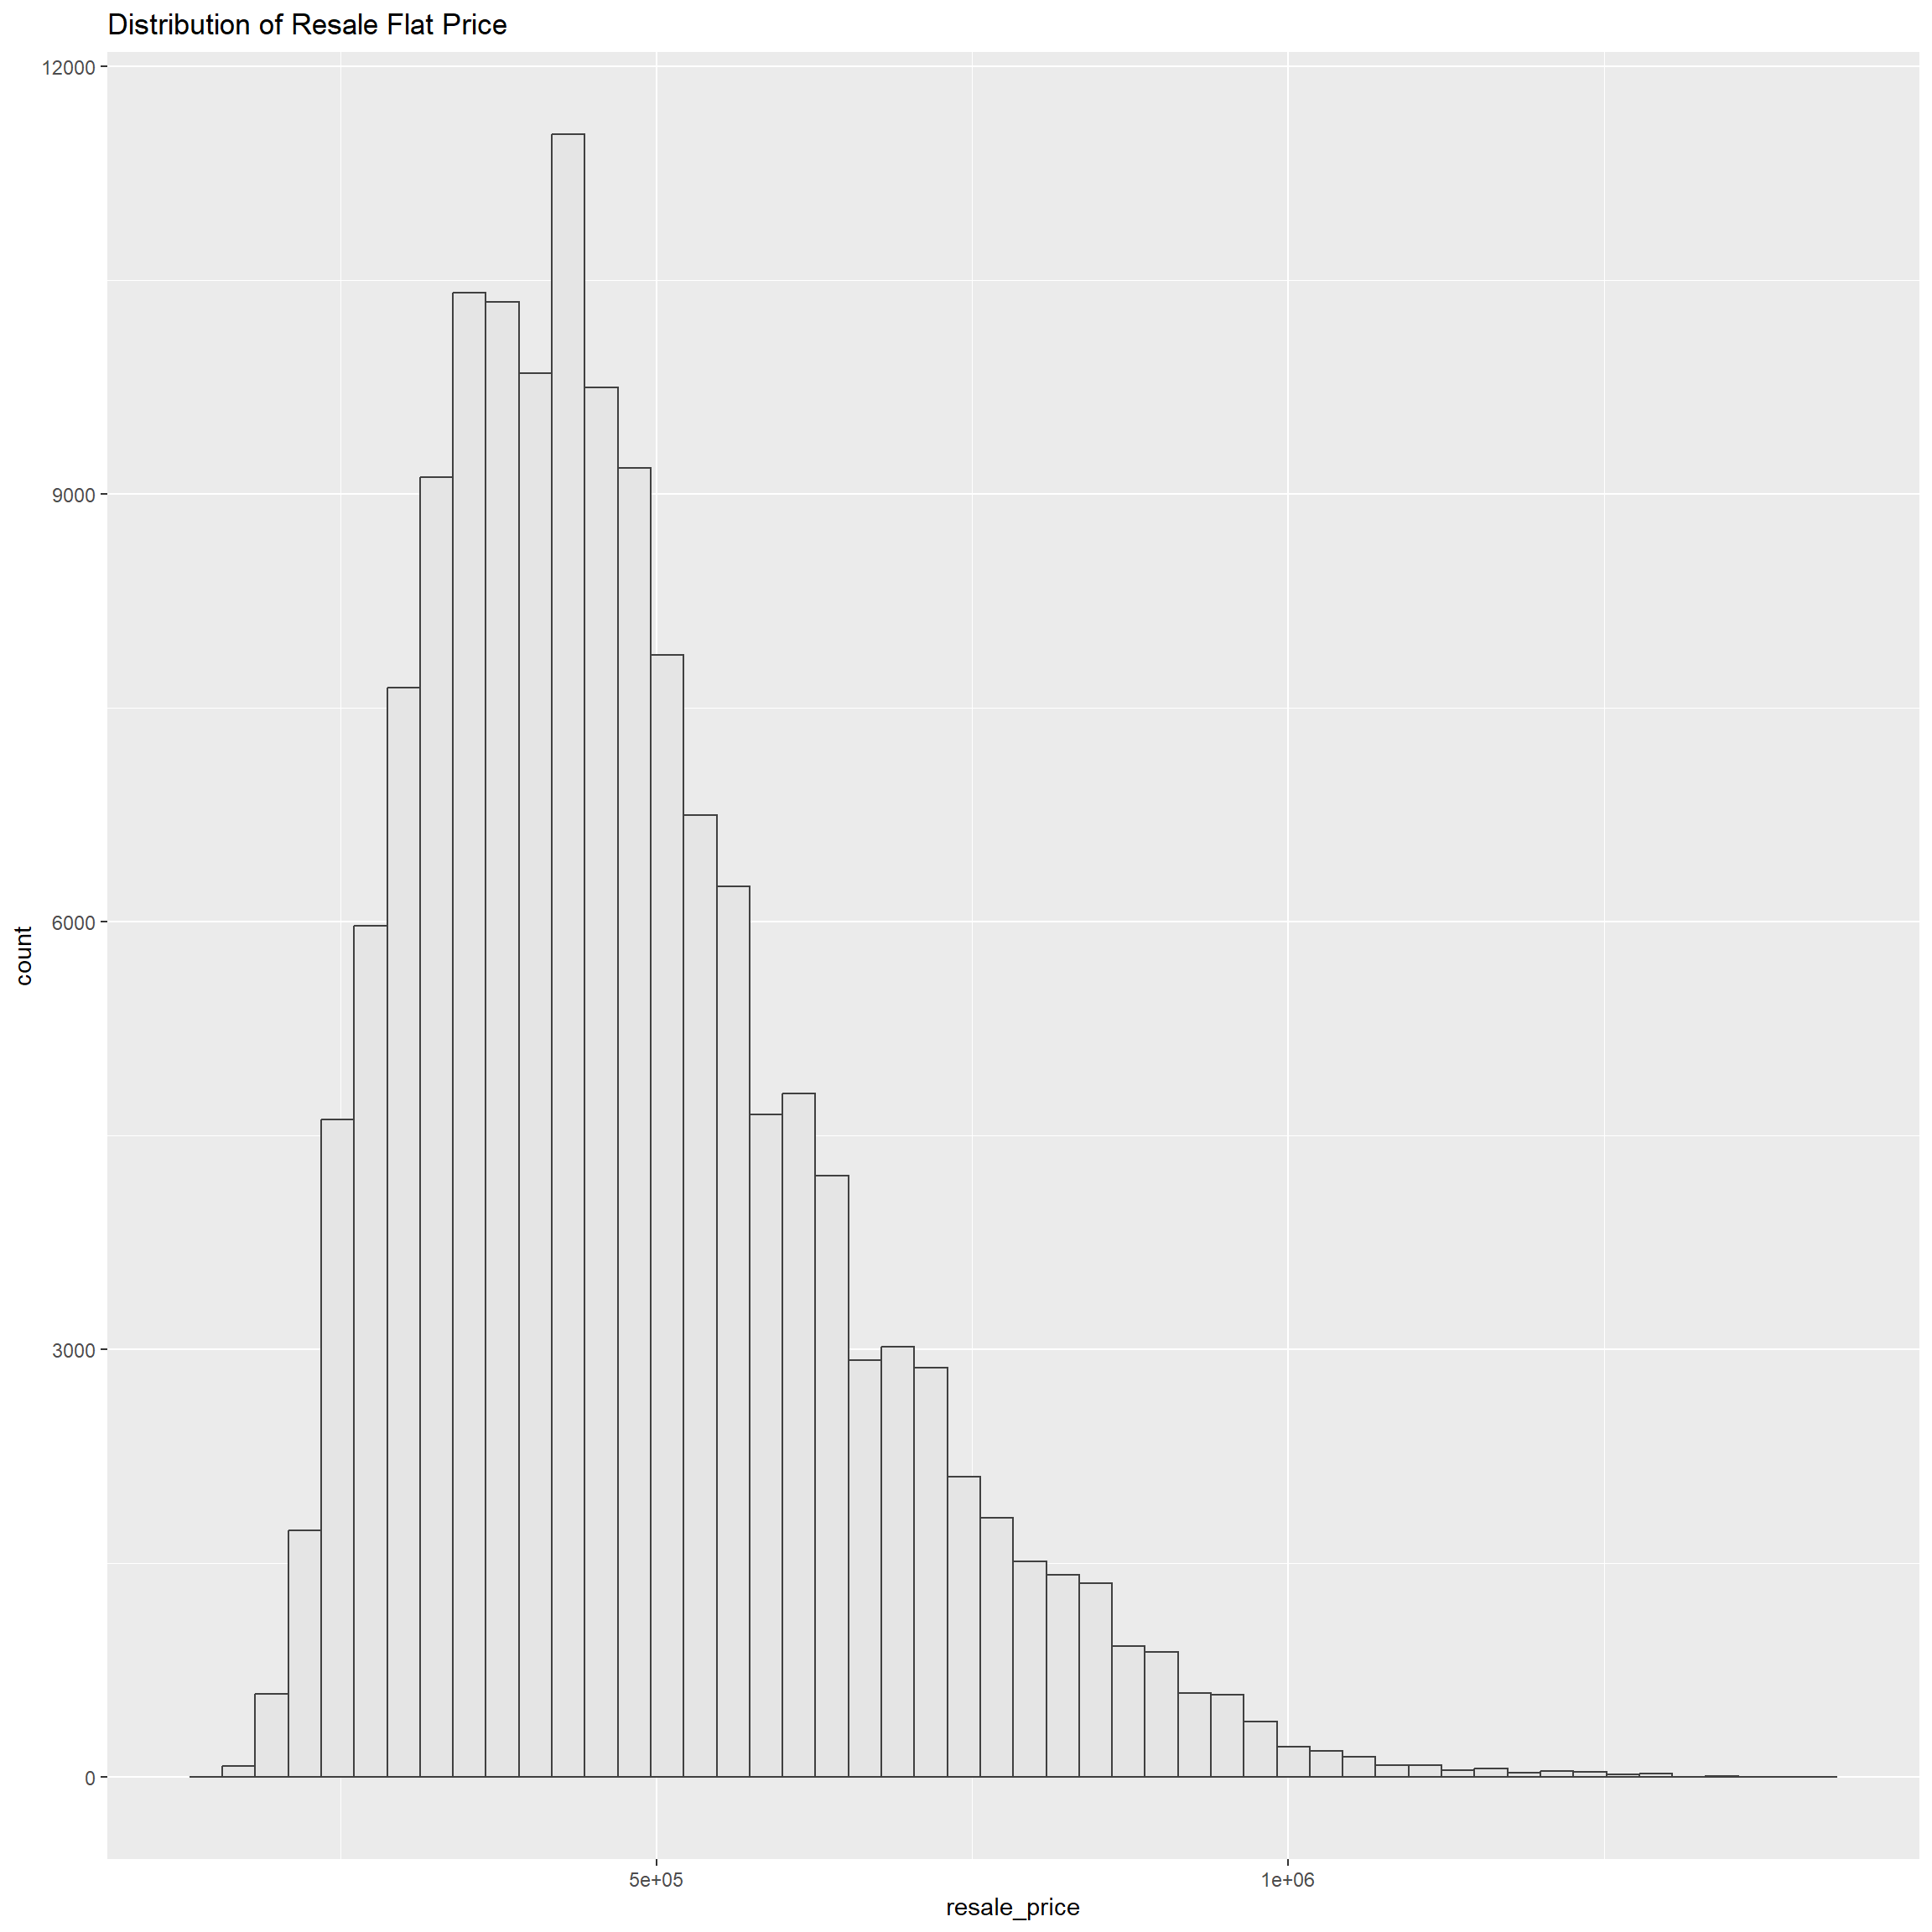 Distribution of Resale Flat Price
12000
9000
6000
3000
0
count
5e+05
1e+06
resale_price